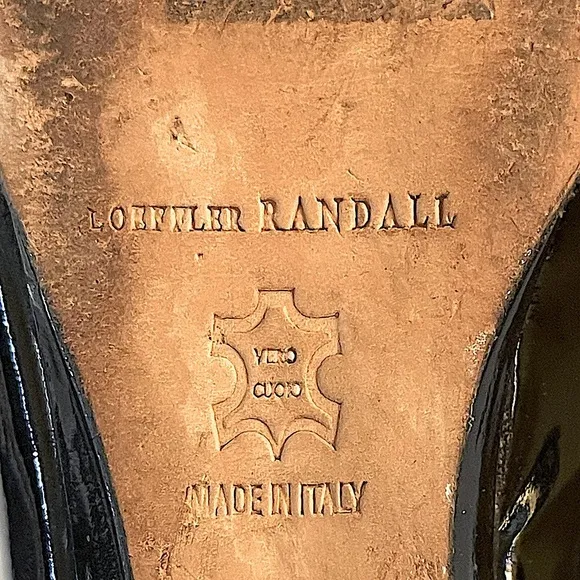 LOEFFLER RANDALL
VERO
CUOIO
MADE IN ITALY